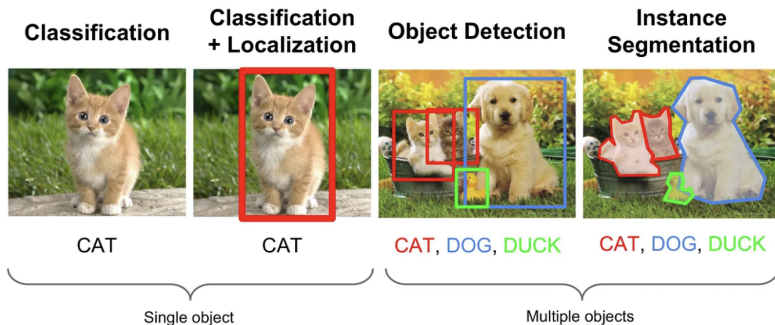 Classification
Classification
+ Localization
Object Detection
Instance
Segmentation
CAT
CAT
CAT, DOG, DUCK
CAT, DOG, DUCK
Single object
Multiple objects